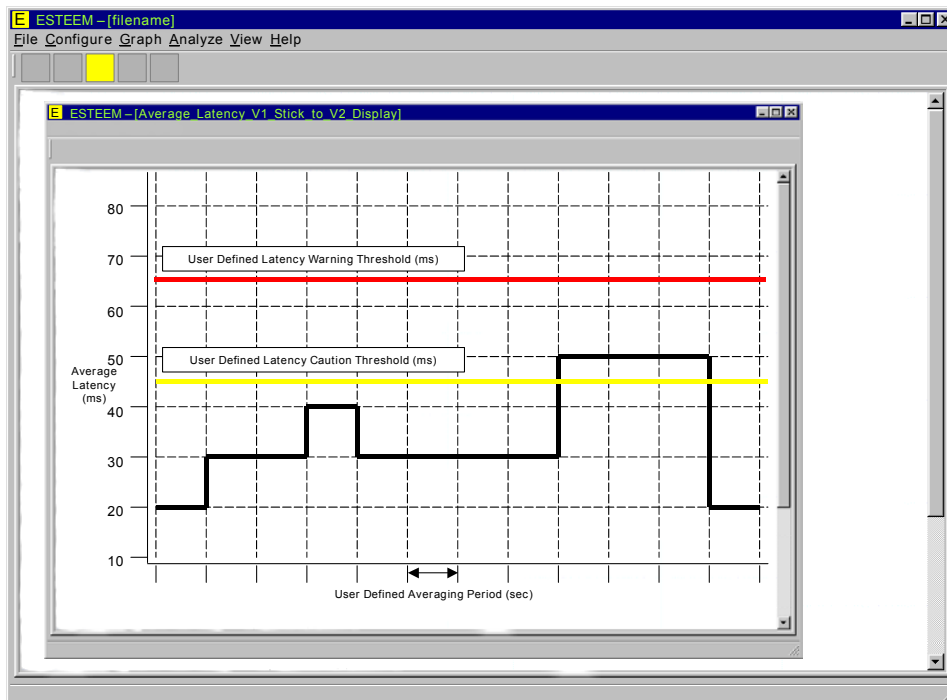 E ESTEEM – [filename]
File Configure Graph Analyze View Help
E ESTEEM – [Average_Latency_V1_Stick_to_V2_Display]
80
70
User Defined Latency Warning Threshold (ms)
60
50
User Defined Latency Caution Threshold (ms)
Average
Latency
(ms)
40
30
20
10
User Defined Averaging Period (sec)